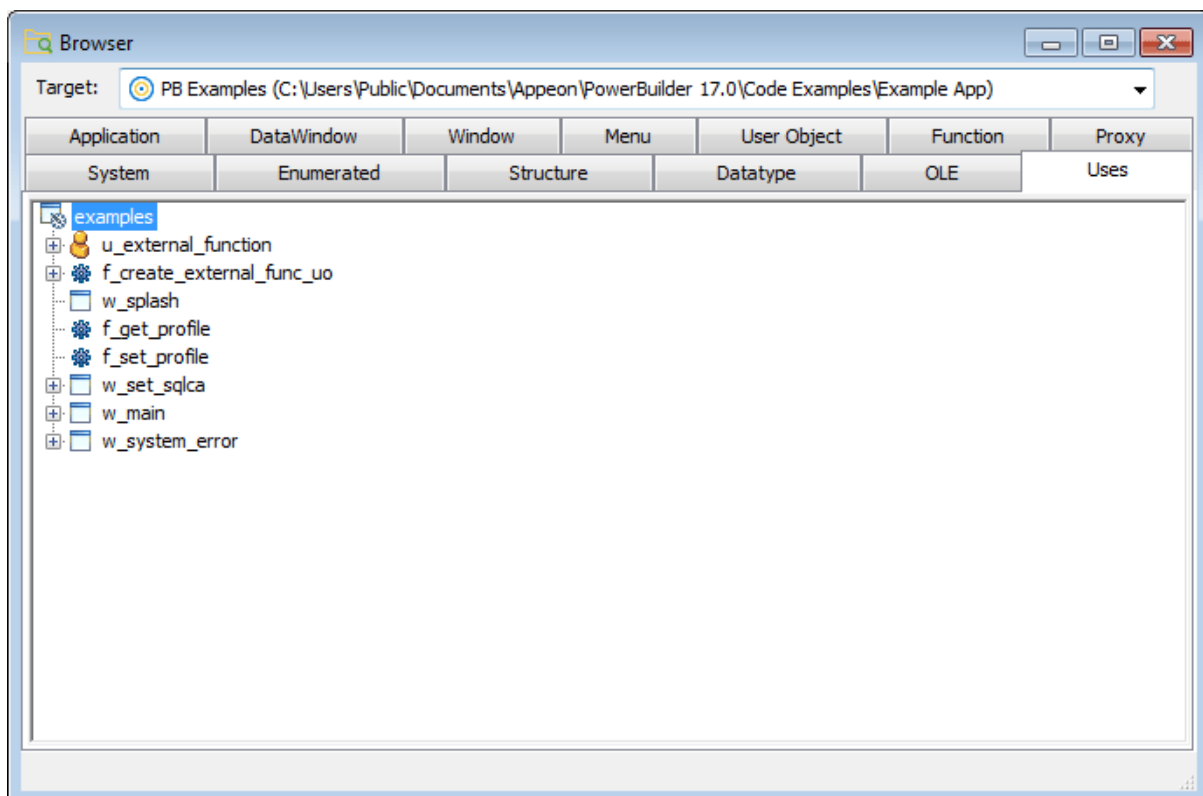 Browser
Target: PB Examples (C:\Users\Public\Documents\Appeon\PowerBuilder 17.0\Code Examples\Example App)
Application DataWindow Window Menu User Object Function Proxy
System Enumerated Structure Datatype OLE Uses
examples
u_external_function
f_create_external_func_uo
w_splash
f_get_profile
f_set_profile
w_set_sqlca
w_main
w_system_error